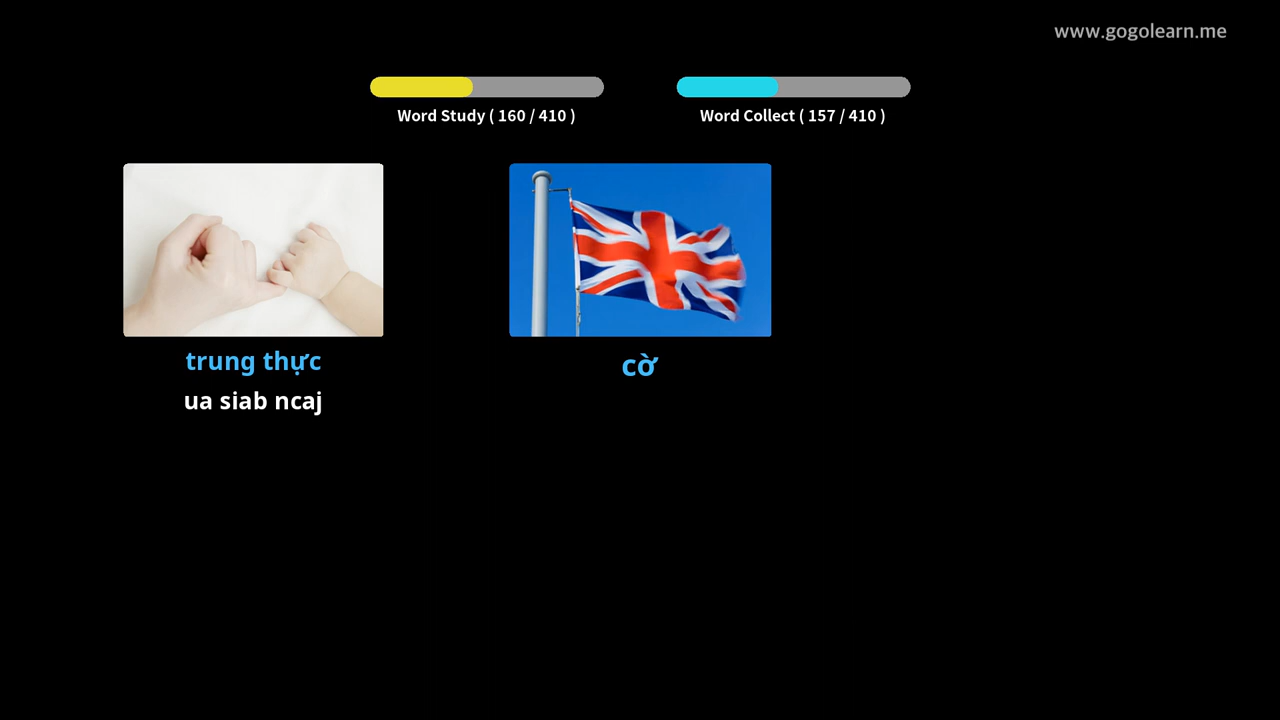 www.gogolearn.me
Word Study ( 160 / 410 )
Word Collect ( 157 / 410 )
trung thực
ua siab ncaj
cờ